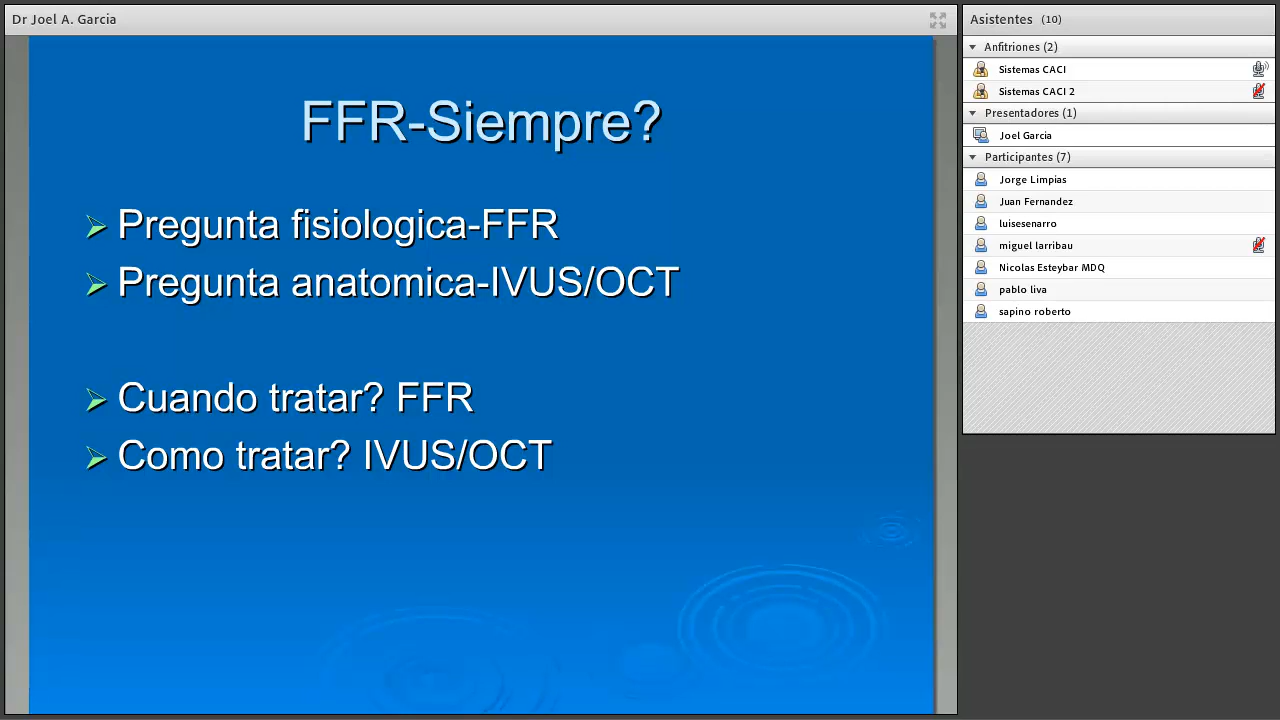 Dr Joel A. Garcia
FFR-Siempre?
Pregunta fisiologica-FFR
Pregunta anatomica-IVUS/OCT
Cuando tratar? FFR
Como tratar? IVUS/OCT
Asistentes (10)
Anfitriones (2)
Sistemas CACI
Sistemas CACI 2
Presentadores (1)
Joel Garcia
Participantes (7)
Jorge Limpias
Juan Fernandez
luisesenarro
miguel larribau
Nicolas Esteybar MDQ
pablo liva
sapino roberto